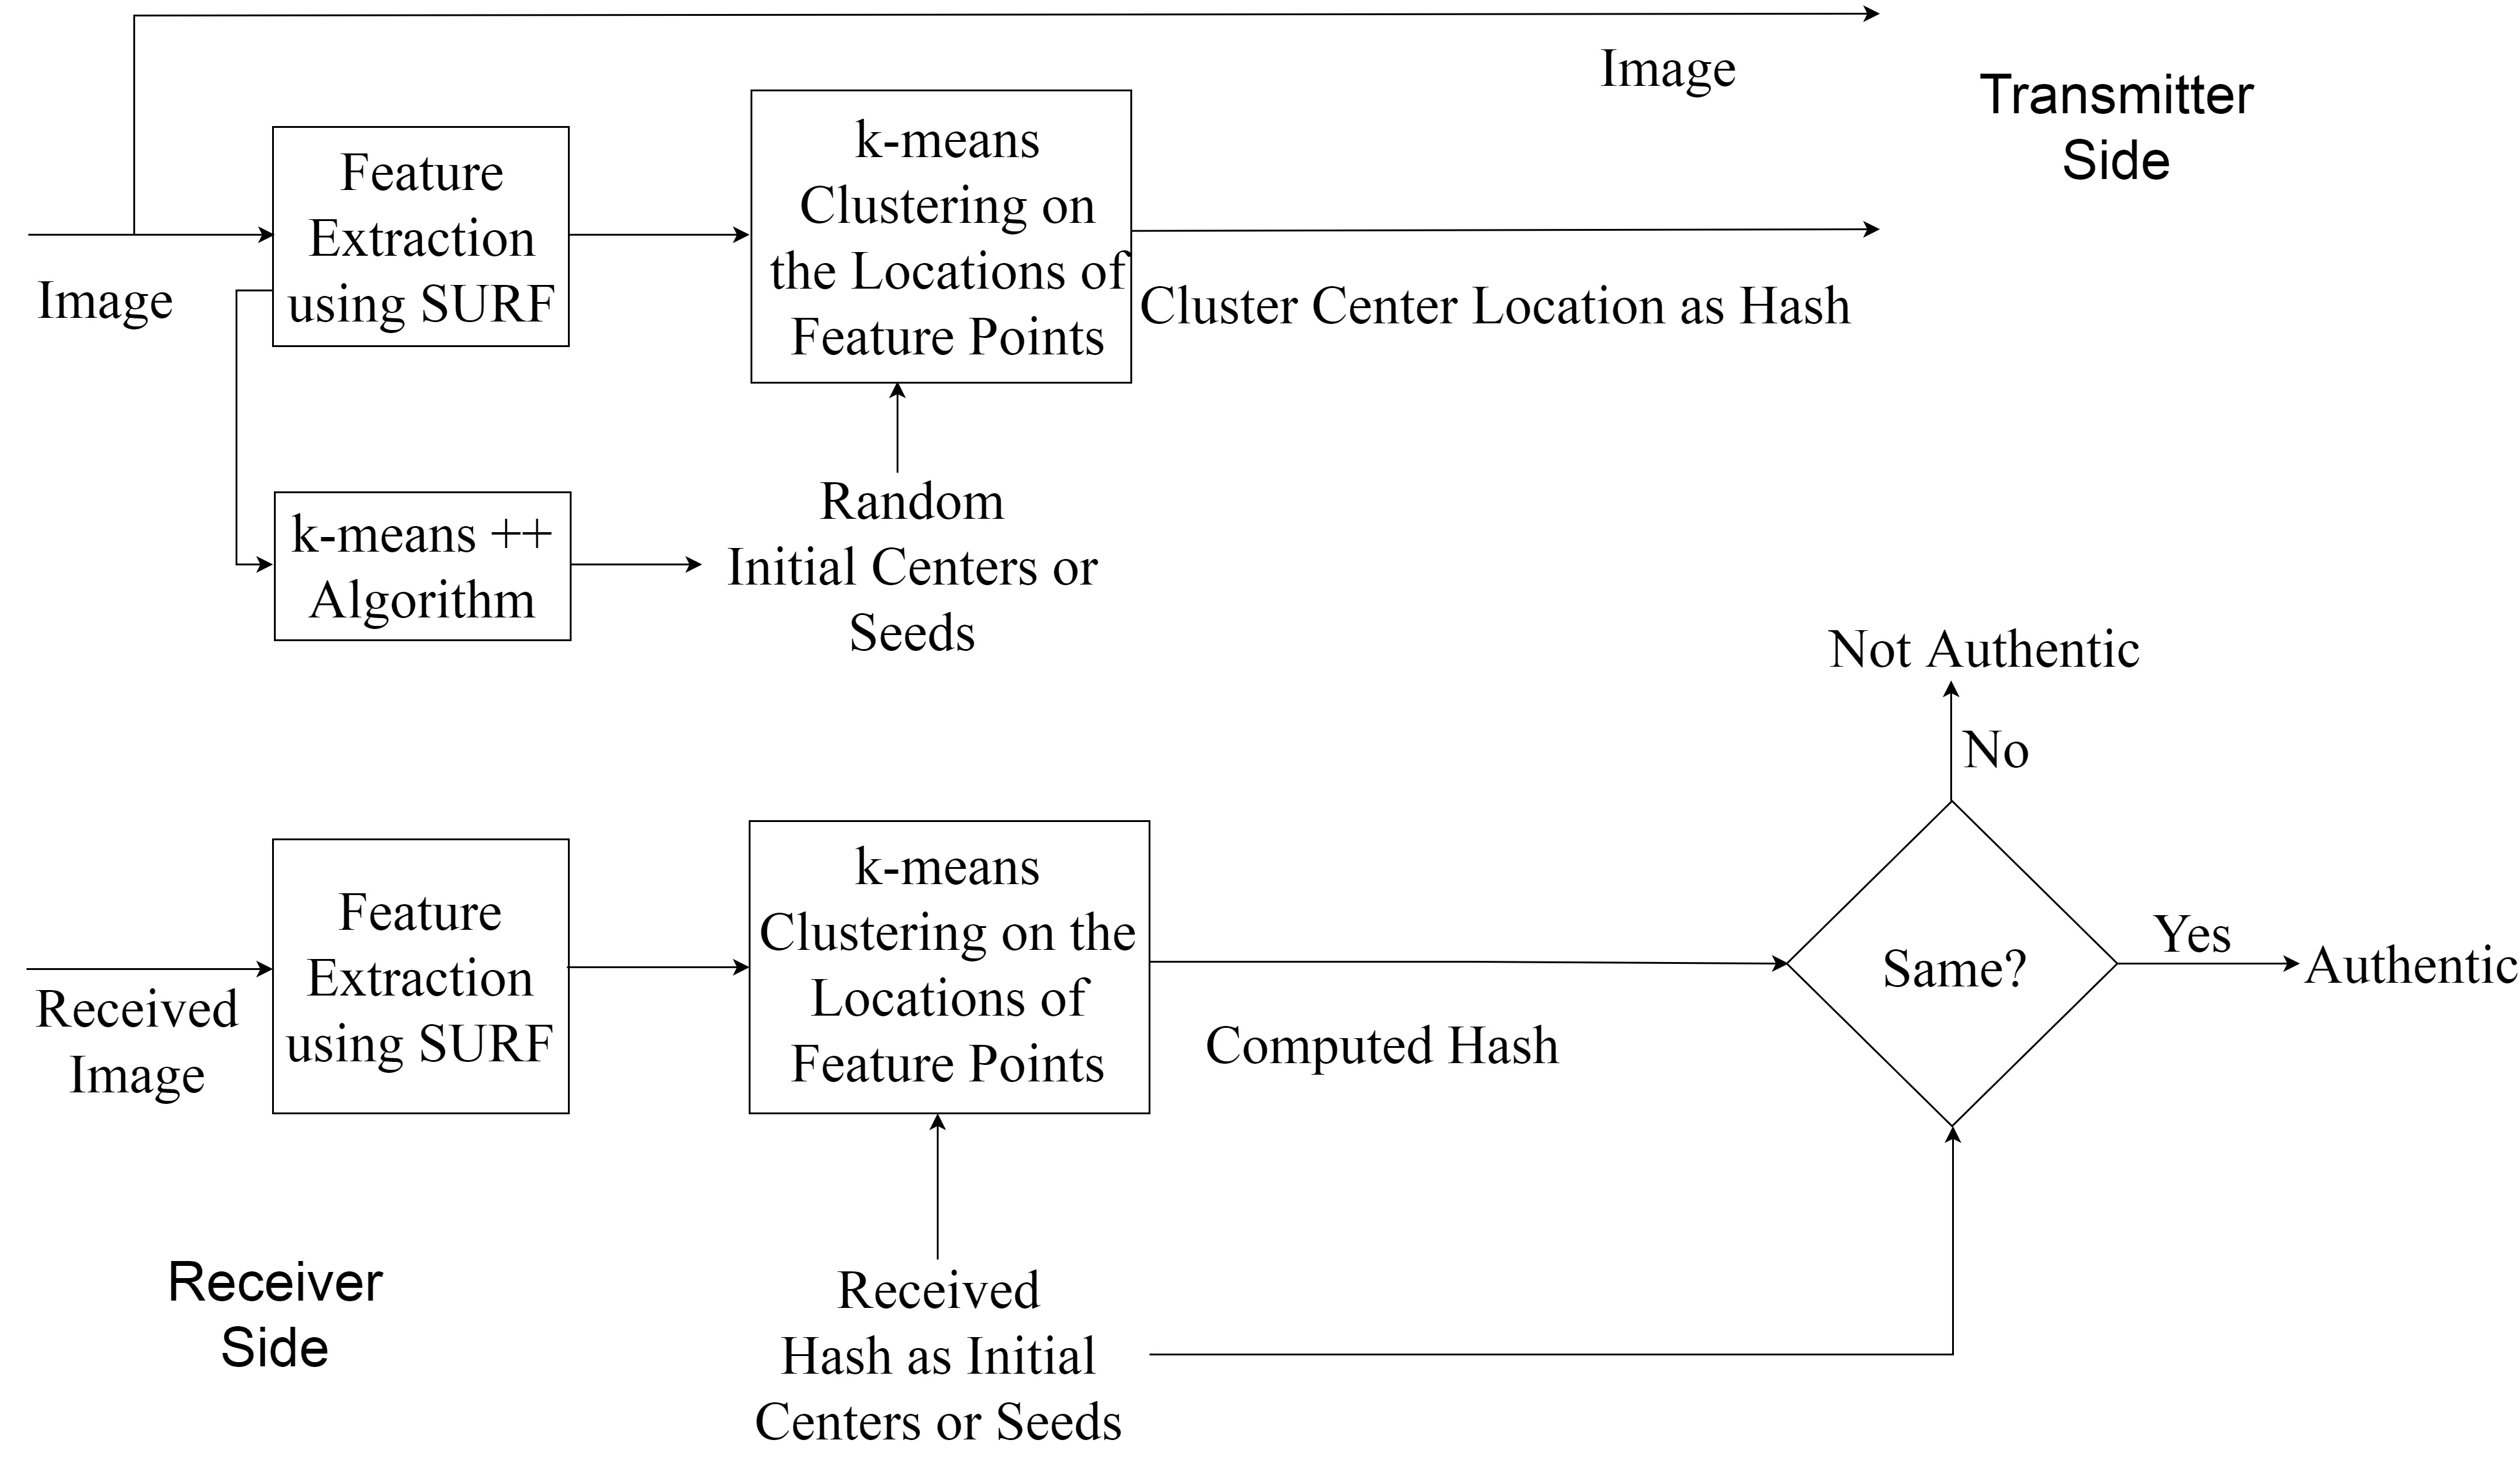 Image
Transmitter
Side
Feature
Extraction
using SURF
k-means
Clustering on
the Locations of
Feature Points
Image
Cluster Center Location as Hash
k-means ++
Algorithm
Random
Initial Centers or
Seeds
Not Authentic
No
Feature
Extraction
using SURF
k-means
Clustering on the
Locations of
Feature Points
Same?
Yes
Authentic
Received
Image
Computed Hash
Receiver
Side
Received
Hash as Initial
Centers or Seeds